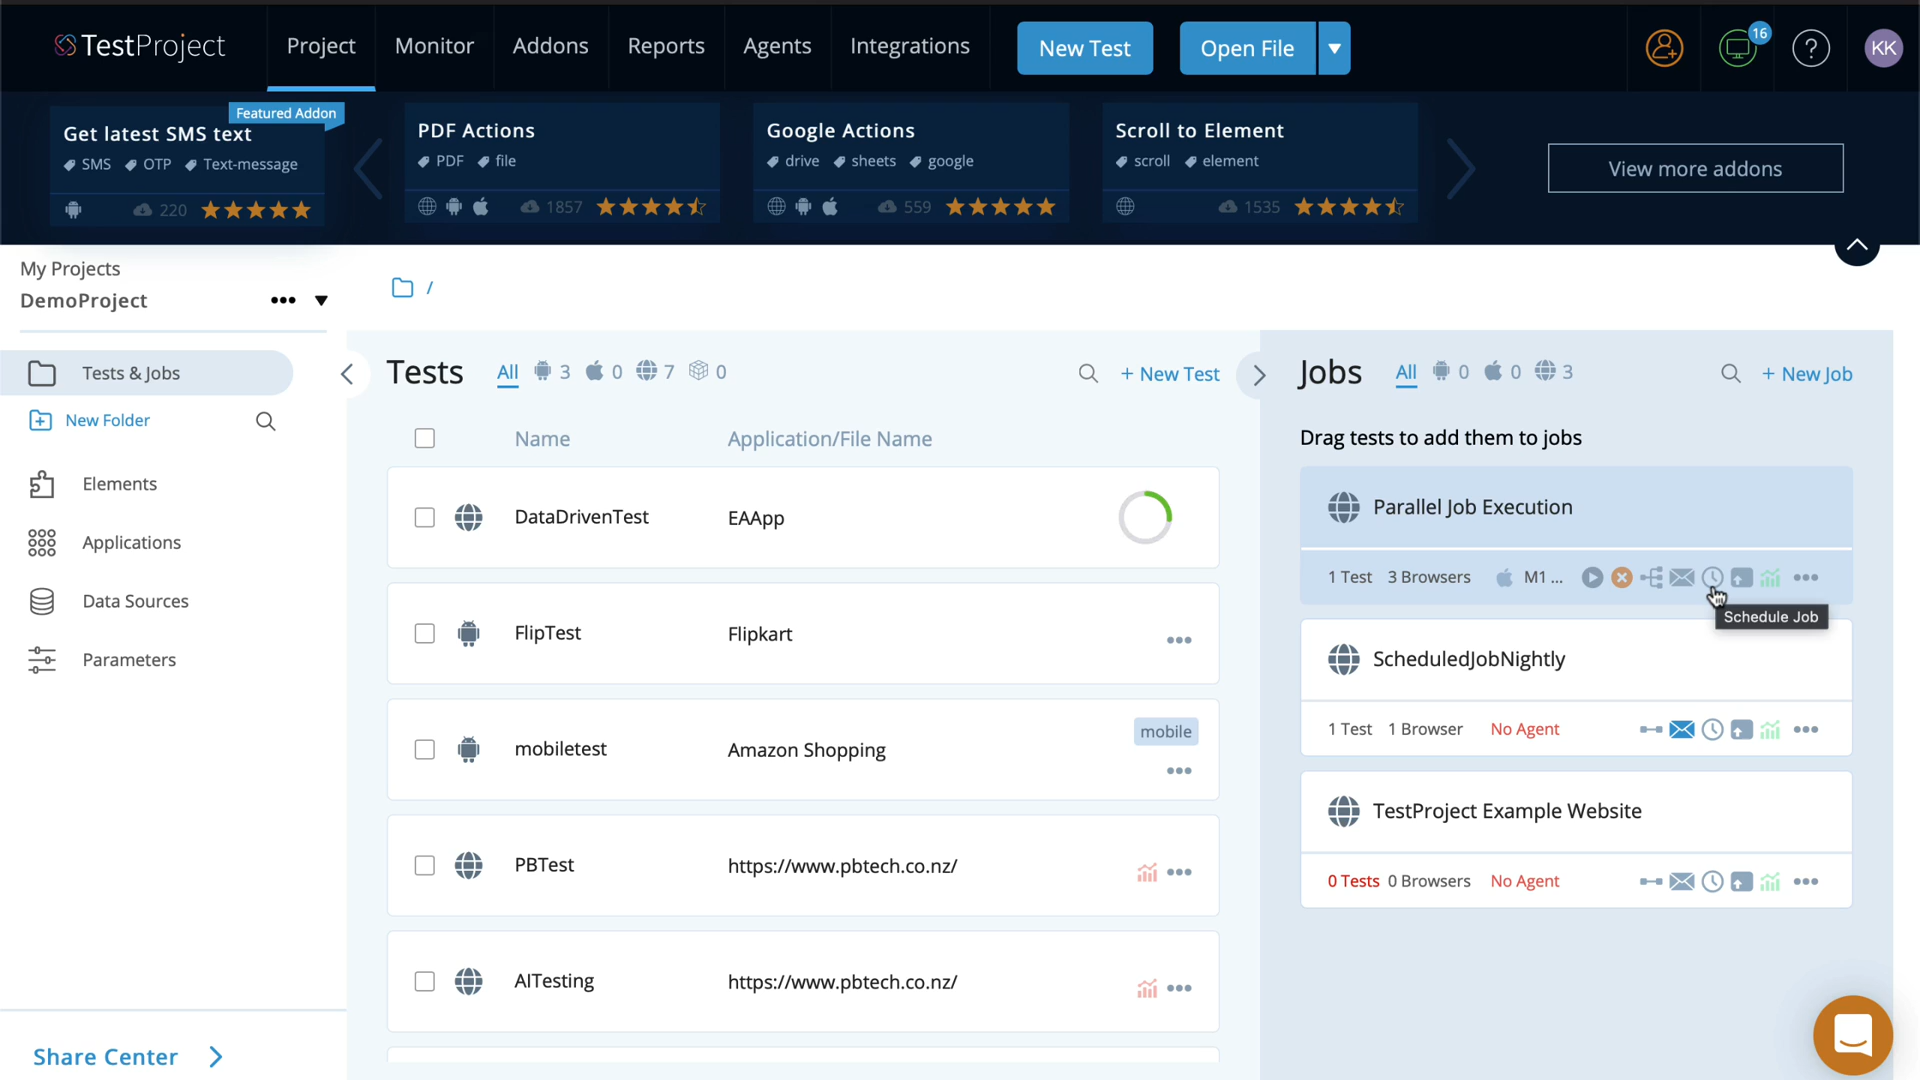 TestProject
Project
Monitor
Addons
Reports
Agents
Integrations
New Test
Open File
16
?
KK
Featured Addon
Get latest SMS text
SMS OTP Text-message
220
PDF Actions
PDF file
1857
Google Actions
drive sheets google
559
Scroll to Element
scroll element
1535
View more addons
My Projects
DemoProject
/
Tests & Jobs
New Folder
Elements
Applications
Data Sources
Parameters
Share Center
Tests All 3 0 7 0
+ New Test
Name Application/File Name
DataDrivenTest EAApp
FlipTest Flipkart
mobiletest Amazon Shopping mobile
PBTest https://www.pbtech.co.nz/
AITesting https://www.pbtech.co.nz/
Jobs All 0 0 3
+ New Job
Drag tests to add them to jobs
Parallel Job Execution
1 Test 3 Browsers M1 ...
Schedule Job
ScheduledJobNightly
1 Test 1 Browser No Agent
TestProject Example Website
0 Tests 0 Browsers No Agent